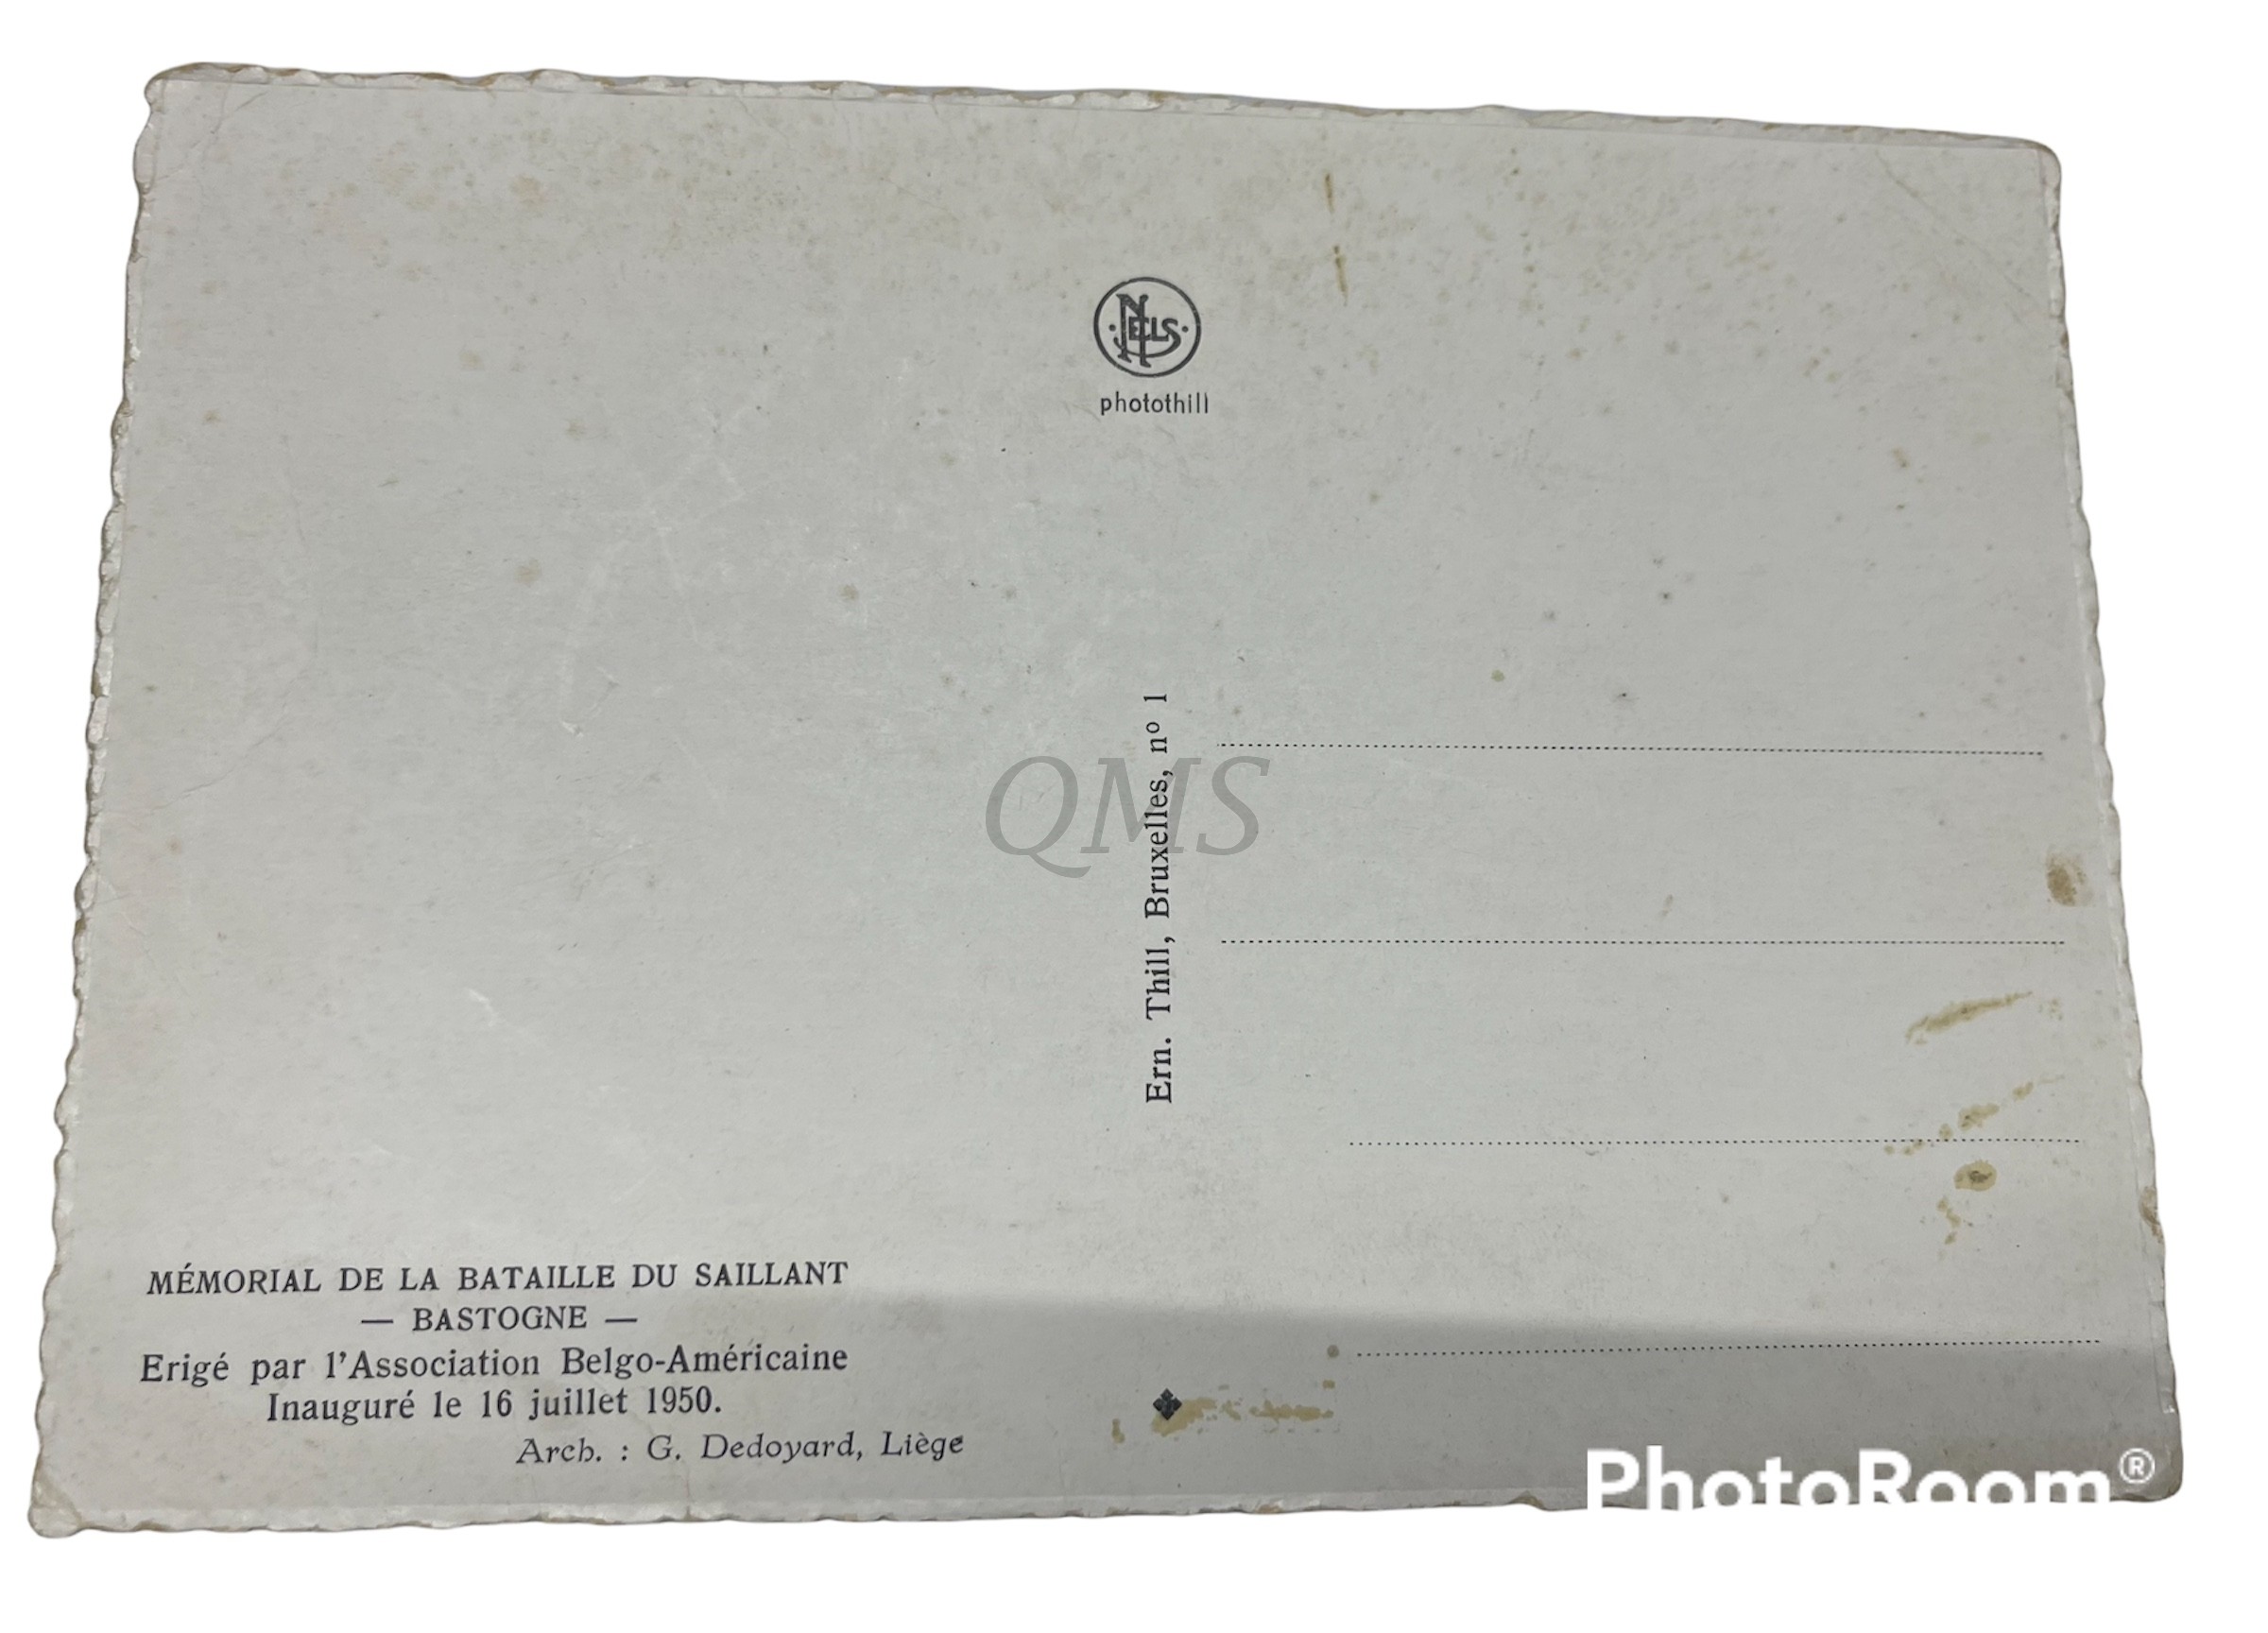 NELS
photothill
Ern. Thill, Bruxelles, nº 1
QMS
MÉMORIAL DE LA BATAILLE DU SAILLANT
— BASTOGNE —
Erigé par l'Association Belgo-Américaine
Inauguré le 16 juillet 1950.
Arch. : G. Dedoyard, Liège
PhotoRoom®